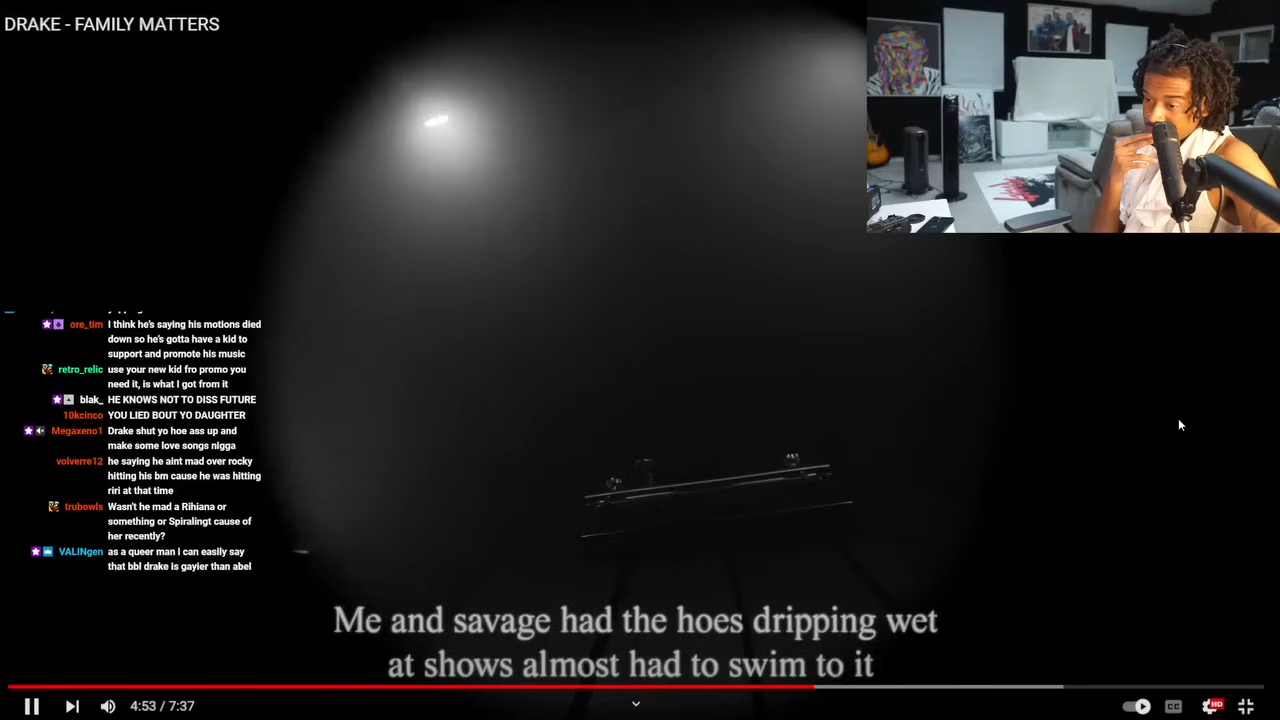 DRAKE - FAMILY MATTERS
ore_tim I think he's saying his motions died
down so he's gotta have a kid to
support and promote his music
retro_relic use your new kid fro promo you
need it, is what I got from it
blak_ HE KNOWS NOT TO DISS FUTURE
10kcinco YOU LIED BOUT YO DAUGHTER
Megaxeno1 Drake shut yo hoe ass up and
make some love songs nigga
volverre12 he saying he aint mad over rocky
hitting his bm cause he was hitting
riri at that time
trubowls Wasn't he mad a Rihiana or
something or Spiralingt cause of
her recently?
VALINgen as a queer man i can easily say
that bbl drake is gayier than abel
Me and savage had the hoes dripping wet
at shows almost had to swim to it
4:53 / 7:37
CC
HD